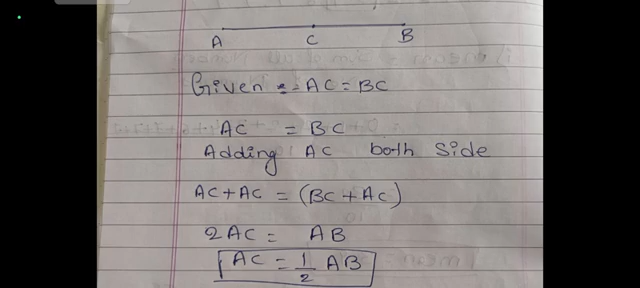 A C B
Given :- AC = BC
AC = BC
Adding AC both side
AC + AC = (BC + AC)
2AC = AB
AC = 1/2 AB